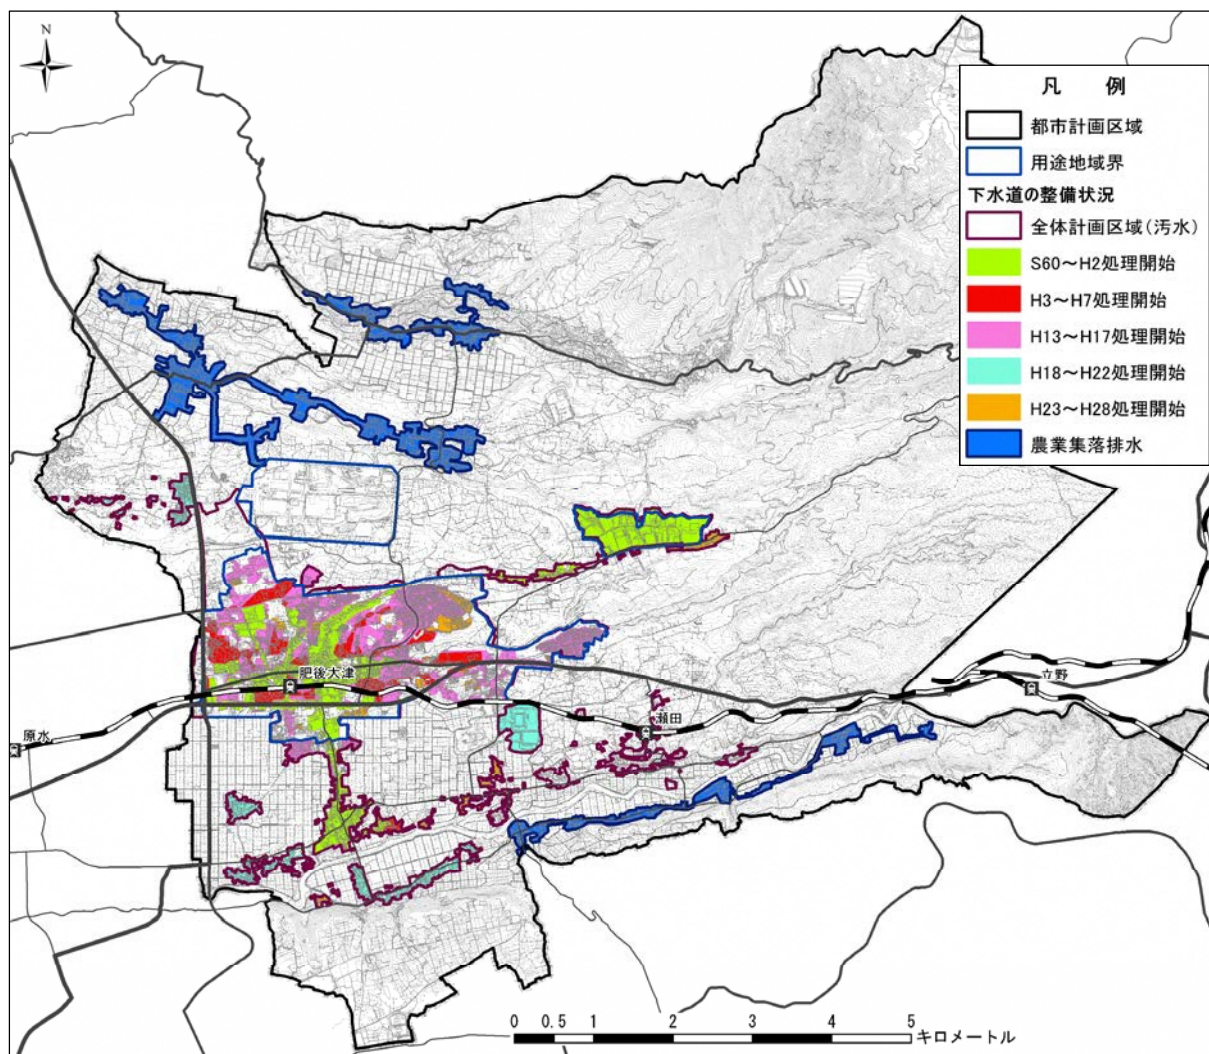 N
凡　例
都市計画区域
用途地域界
下水道の整備状況
全体計画区域(汚水)
S60～H2処理開始
H3～H7処理開始
H13～H17処理開始
H18～H22処理開始
H23～H28処理開始
農業集落排水
肥後大津
立野
瀬田
原水
0 0.5 1 2 3 4 5
キロメートル